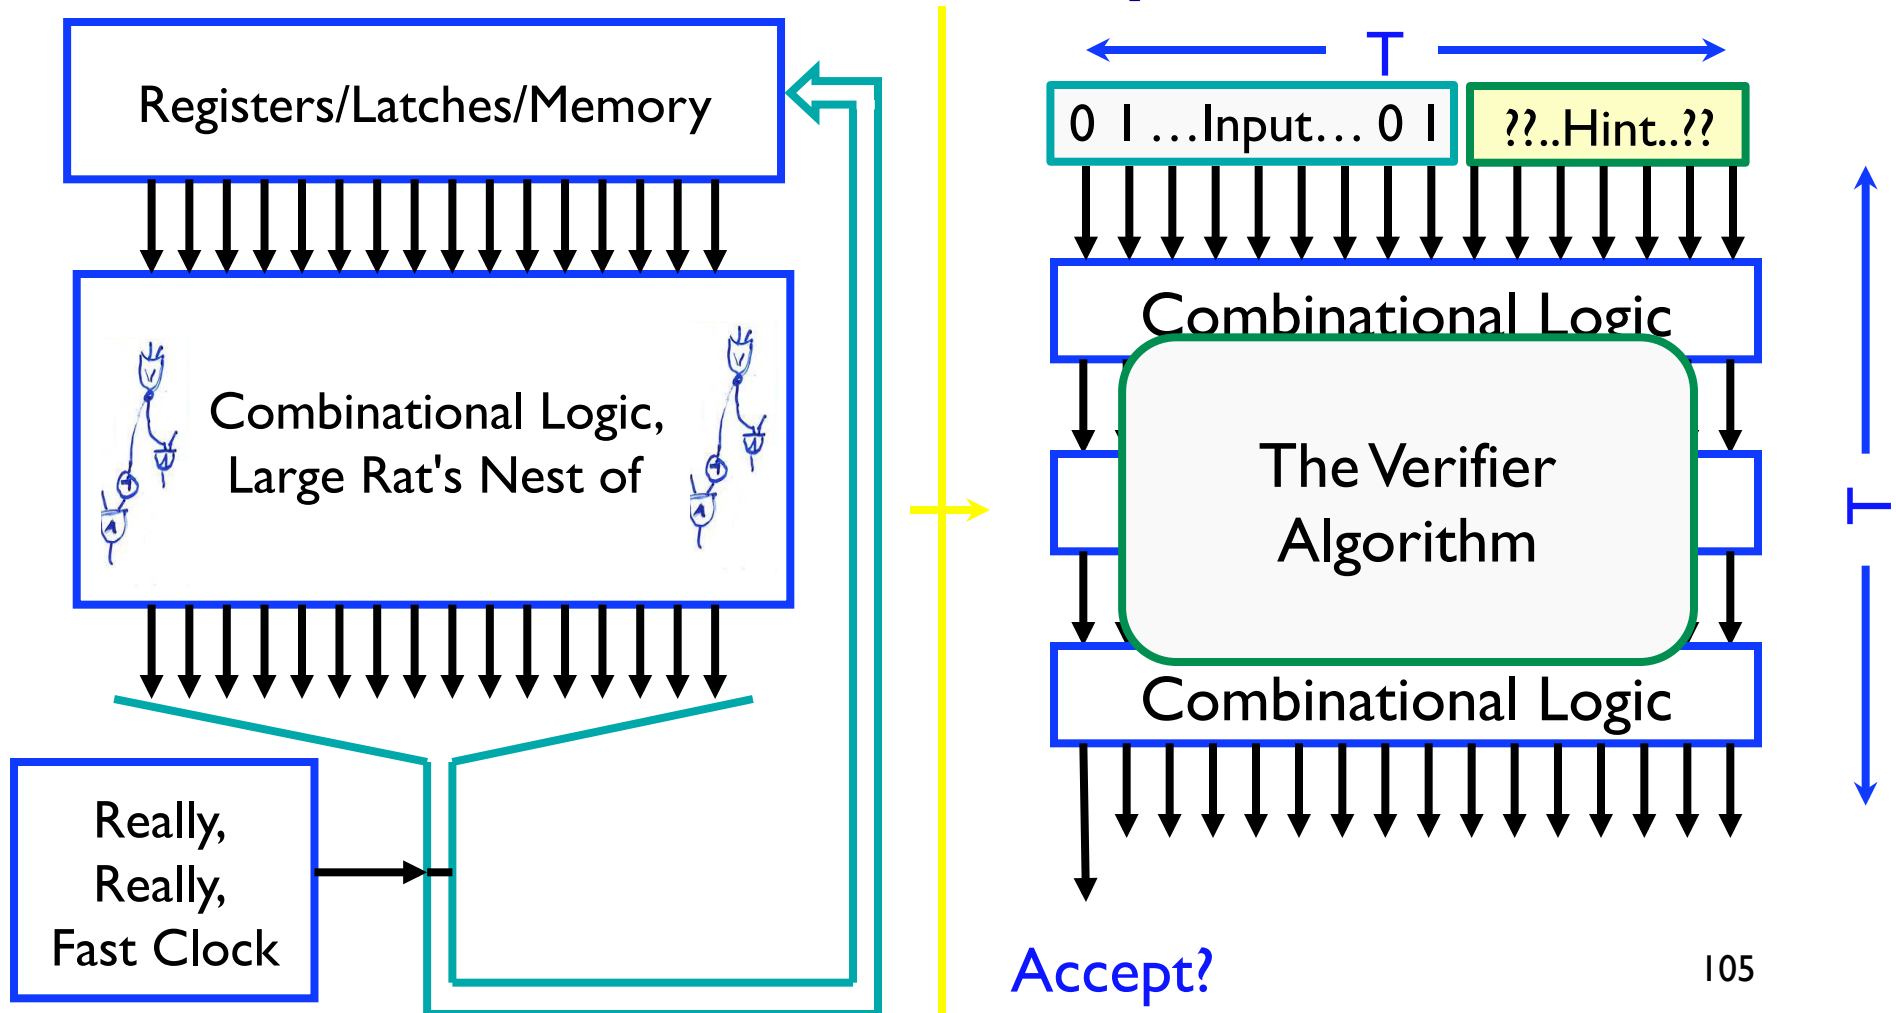 Registers/Latches/Memory
Combinational Logic,
Large Rat's Nest of
Really,
Really,
Fast Clock
T
0 1 …Input… 0 1
??..Hint..??
Combinational Logic
The Verifier
Algorithm
Combinational Logic
T
Accept?
105